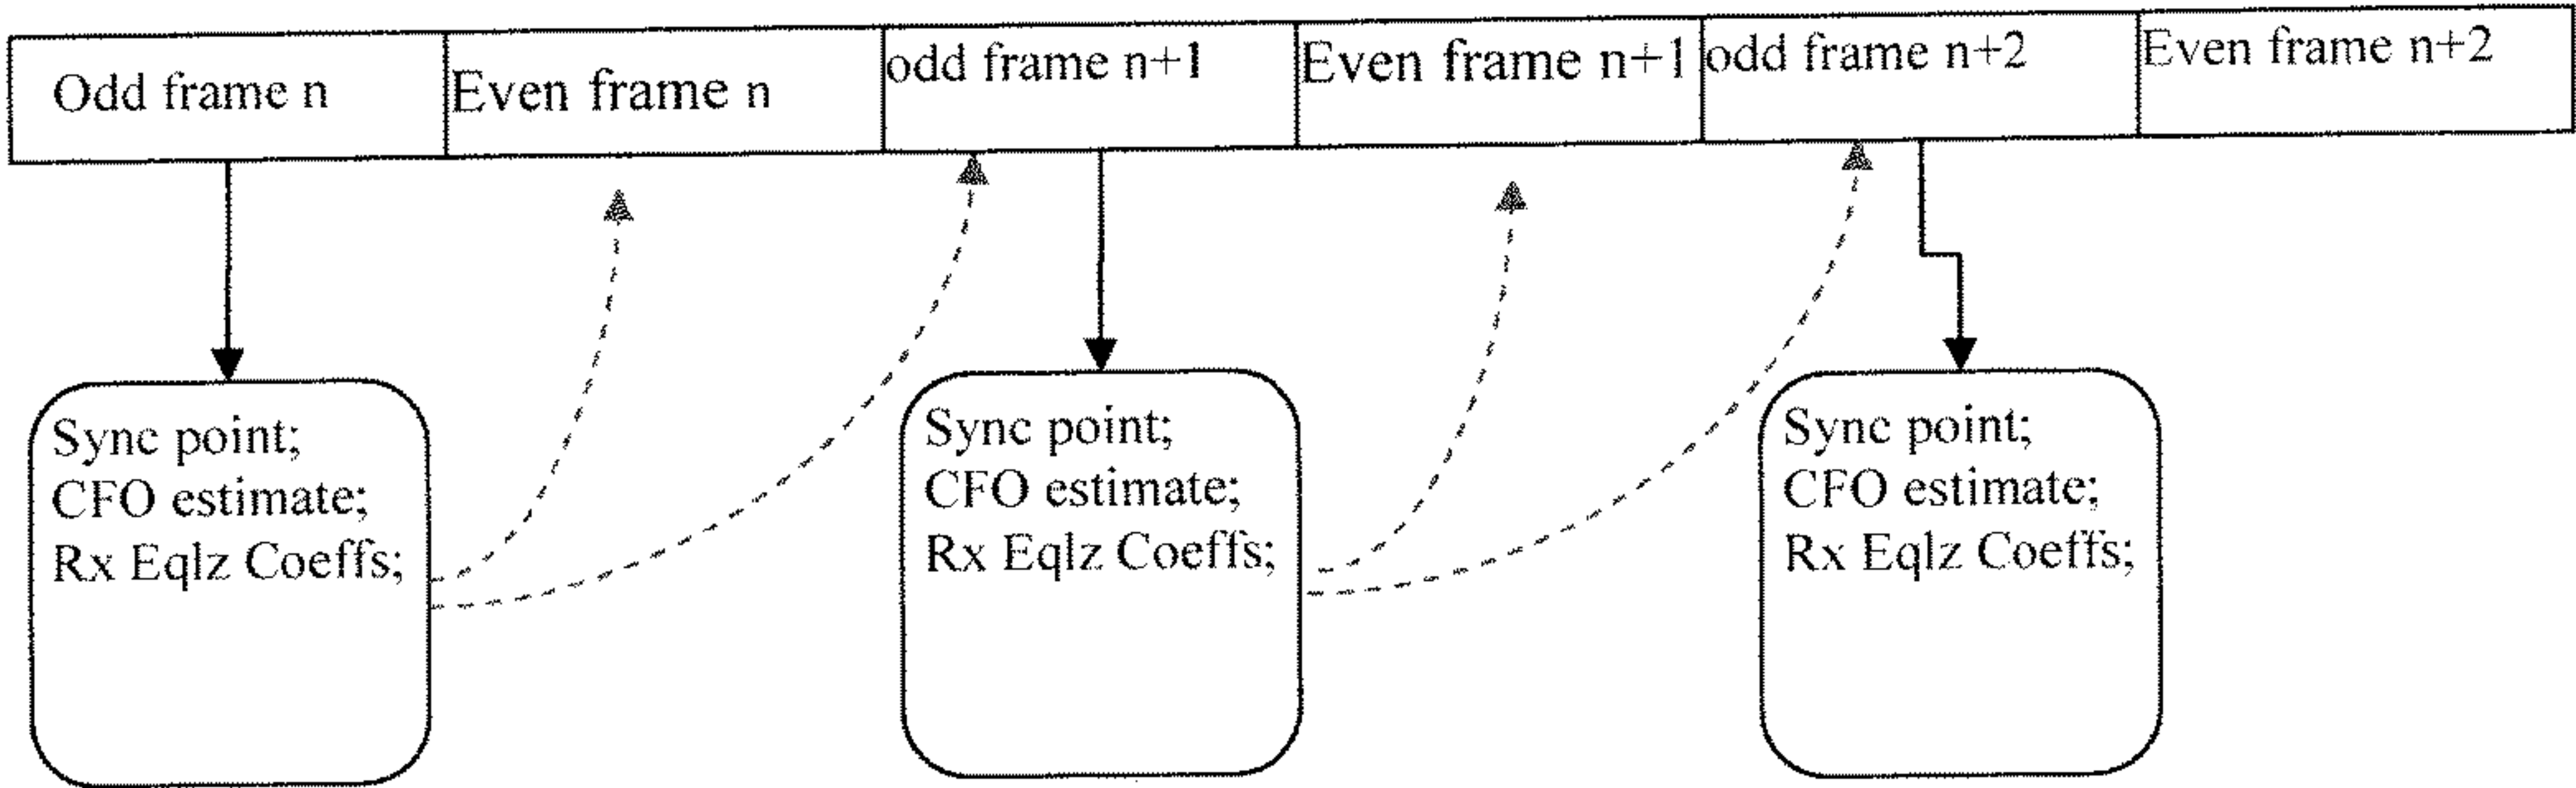 Odd frame n
Even frame n
odd frame n+1
Even frame n+1
odd frame n+2
Even frame n+2
Sync point;
CFO estimate;
Rx Eqlz Coeffs;
Sync point;
CFO estimate;
Rx Eqlz Coeffs;
Sync point;
CFO estimate;
Rx Eqlz Coeffs;